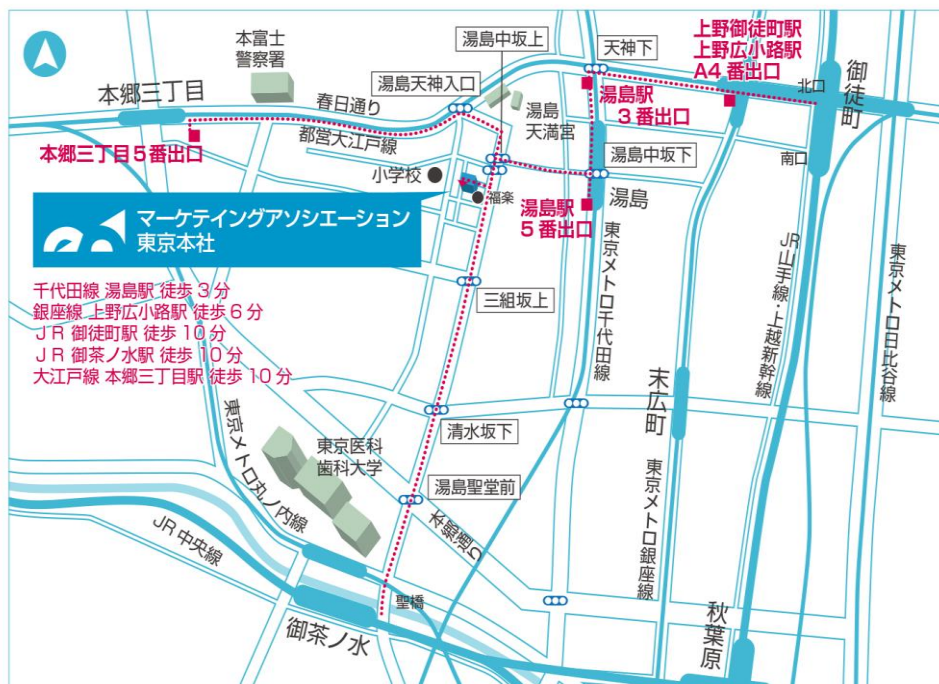 本富士
警察署
湯島中坂上
天神下
上野御徒町駅
上野広小路駅
A4 番出口
北口
御徒町
本郷三丁目
湯島天神入口
春日通り
都営大江戸線
湯島
天満宮
湯島駅
3 番出口
本郷三丁目5番出口
小学校
福楽
湯島中坂下
南口
湯島
湯島駅
5 番出口
マーケテイングアソシエーション
東京本社
千代田線 湯島駅 徒歩 3 分
銀座線 上野広小路駅 徒歩 6 分
JR 御徒町駅 徒歩 10 分
JR 御茶ノ水駅 徒歩 10 分
大江戸線 本郷三丁目駅 徒歩 10 分
三組坂上
東京メトロ千代田線
JR 山手線・上越新幹線
東京メトロ日比谷線
末広町
清水坂下
東京メトロ丸ノ内線
東京医科
歯科大学
湯島聖堂前
東京メトロ銀座線
本郷通り
JR 中央線
聖橋
御茶ノ水
秋葉原